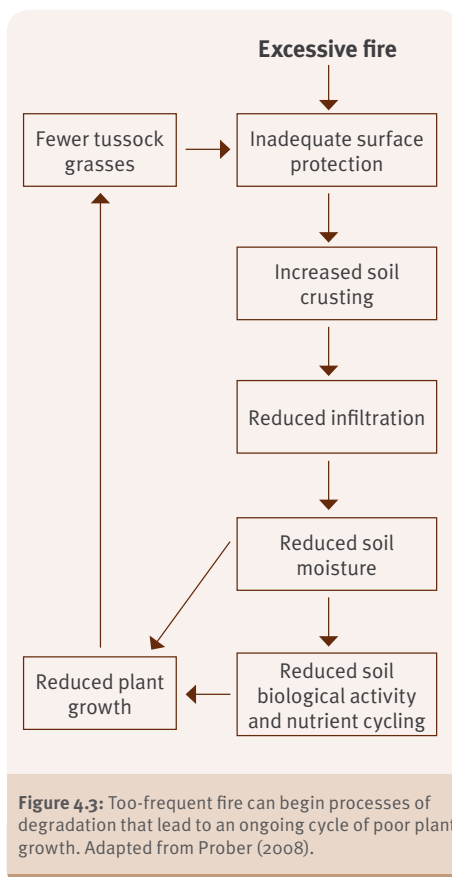 Excessive fire
Fewer tussock
grasses
Inadequate surface
protection
Increased soil
crusting
Reduced infiltration
Reduced soil
moisture
Reduced plant
growth
Reduced soil
biological activity
and nutrient cycling
Figure 4.3: Too-frequent fire can begin processes of
degradation that lead to an ongoing cycle of poor plant
growth. Adapted from Prober (2008).